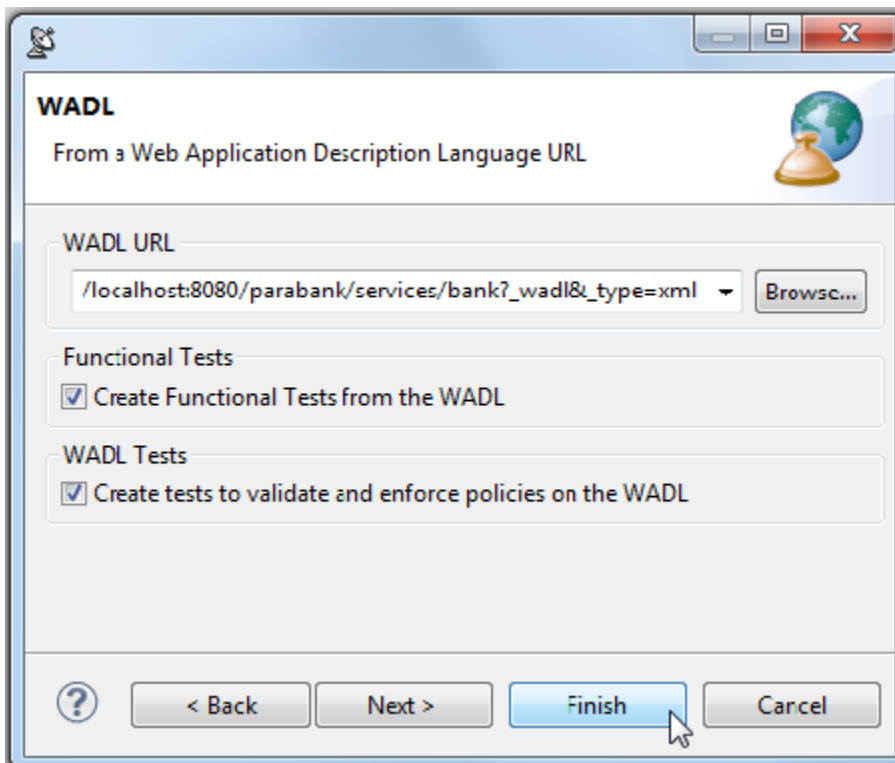 WADL
From a Web Application Description Language URL
WADL URL
/localhost:8080/parabank/services/bank?_wadl&_type=xml
Browse...
Functional Tests
Create Functional Tests from the WADL
WADL Tests
Create tests to validate and enforce policies on the WADL
? < Back Next > Finish Cancel